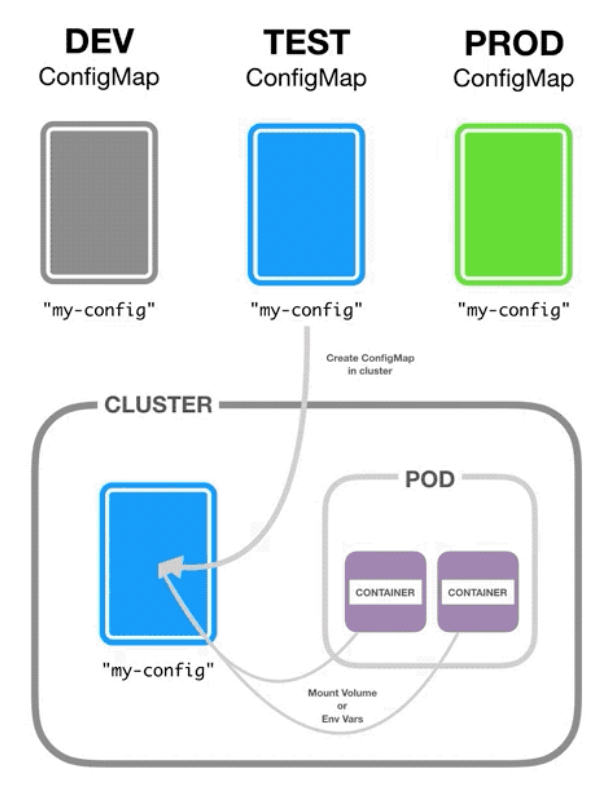 DEV
ConfigMap
TEST
ConfigMap
PROD
ConfigMap
"my-config"
"my-config"
"my-config"
Create ConfigMap
in cluster
CLUSTER
POD
CONTAINER
CONTAINER
"my-config"
Mount Volume
or
Env Vars